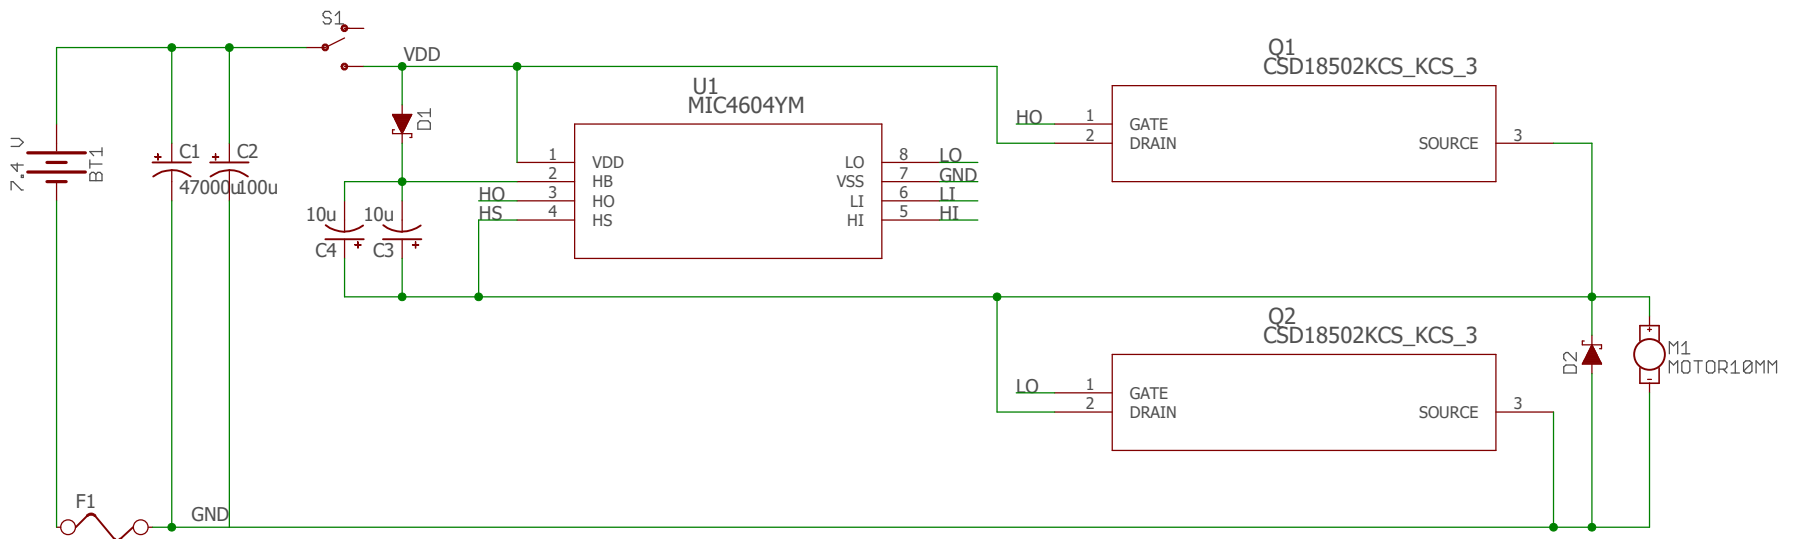 S1
VDD
7.4 V
BT1
C1
47000u
C2
100u
D1
10u
C4
10u
C3
HO
HS
U1
MIC4604YM
1 VDD
2 HB
3 HO
4 HS
LO 8 LO
VSS 7 GND
LI 6 LI
HI 5 HI
Q1
CSD18502KCS_KCS_3
HO 1 GATE
2 DRAIN
SOURCE 3
Q2
CSD18502KCS_KCS_3
LO 1 GATE
2 DRAIN
SOURCE 3
D2
+
M1
MOTOR10MM
-
F1
GND